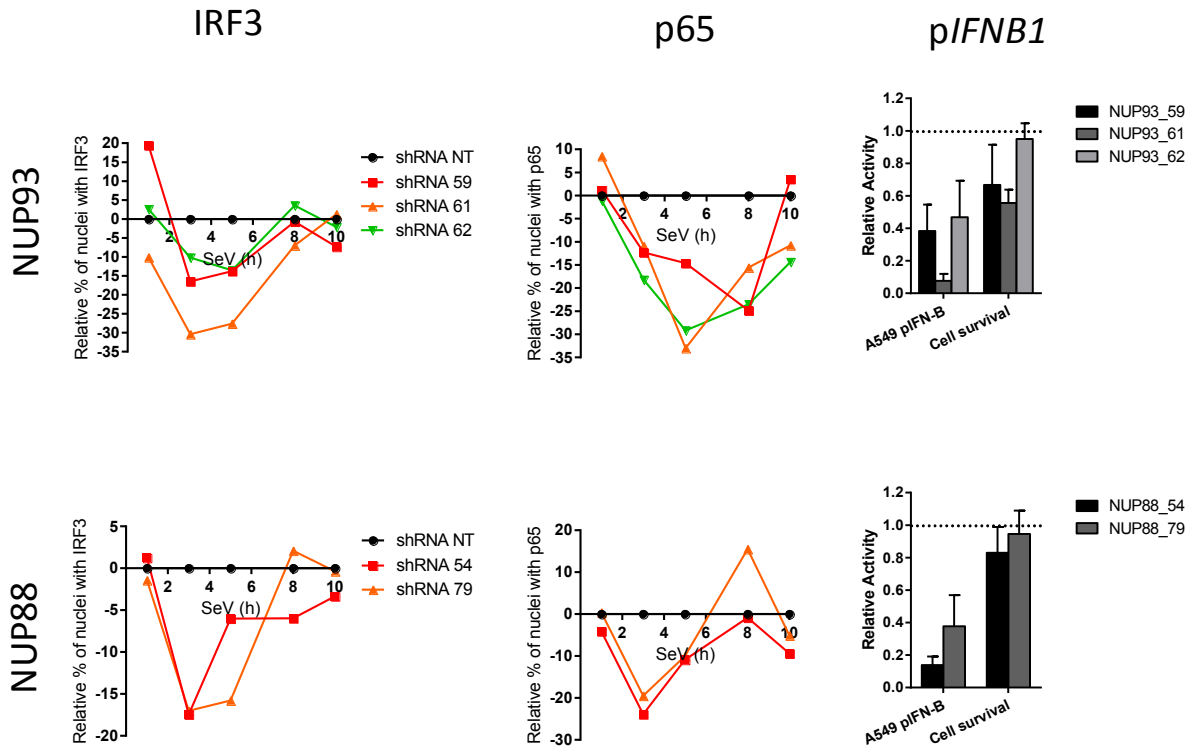 IRF3
p65
pIFNB1
NUP93
Relative % of nuclei with IRF3
20
15
10
5
0
-5
-10
-15
-20
-25
-30
-35
2
4
6
8
10
SeV (h)
shRNA NT
shRNA 59
shRNA 61
shRNA 62
Relative % of nuclei with p65
10
5
0
-5
-10
-15
-20
-25
-30
-35
2
4
6
8
10
SeV (h)
Relative Activity
1.2
1.0
0.8
0.6
0.4
0.2
0.0
A549 pIFN-B
Cell survival
NUP93_59
NUP93_61
NUP93_62
NUP88
Relative % of nuclei with IRF3
5
0
-5
-10
-15
-20
2
4
6
8
10
SeV (h)
shRNA NT
shRNA 54
shRNA 79
Relative % of nuclei with p65
20
10
0
-10
-20
-30
2
4
6
8
10
SeV (h)
Relative Activity
1.2
1.0
0.8
0.6
0.4
0.2
0.0
A549 pIFN-B
Cell survival
NUP88_54
NUP88_79